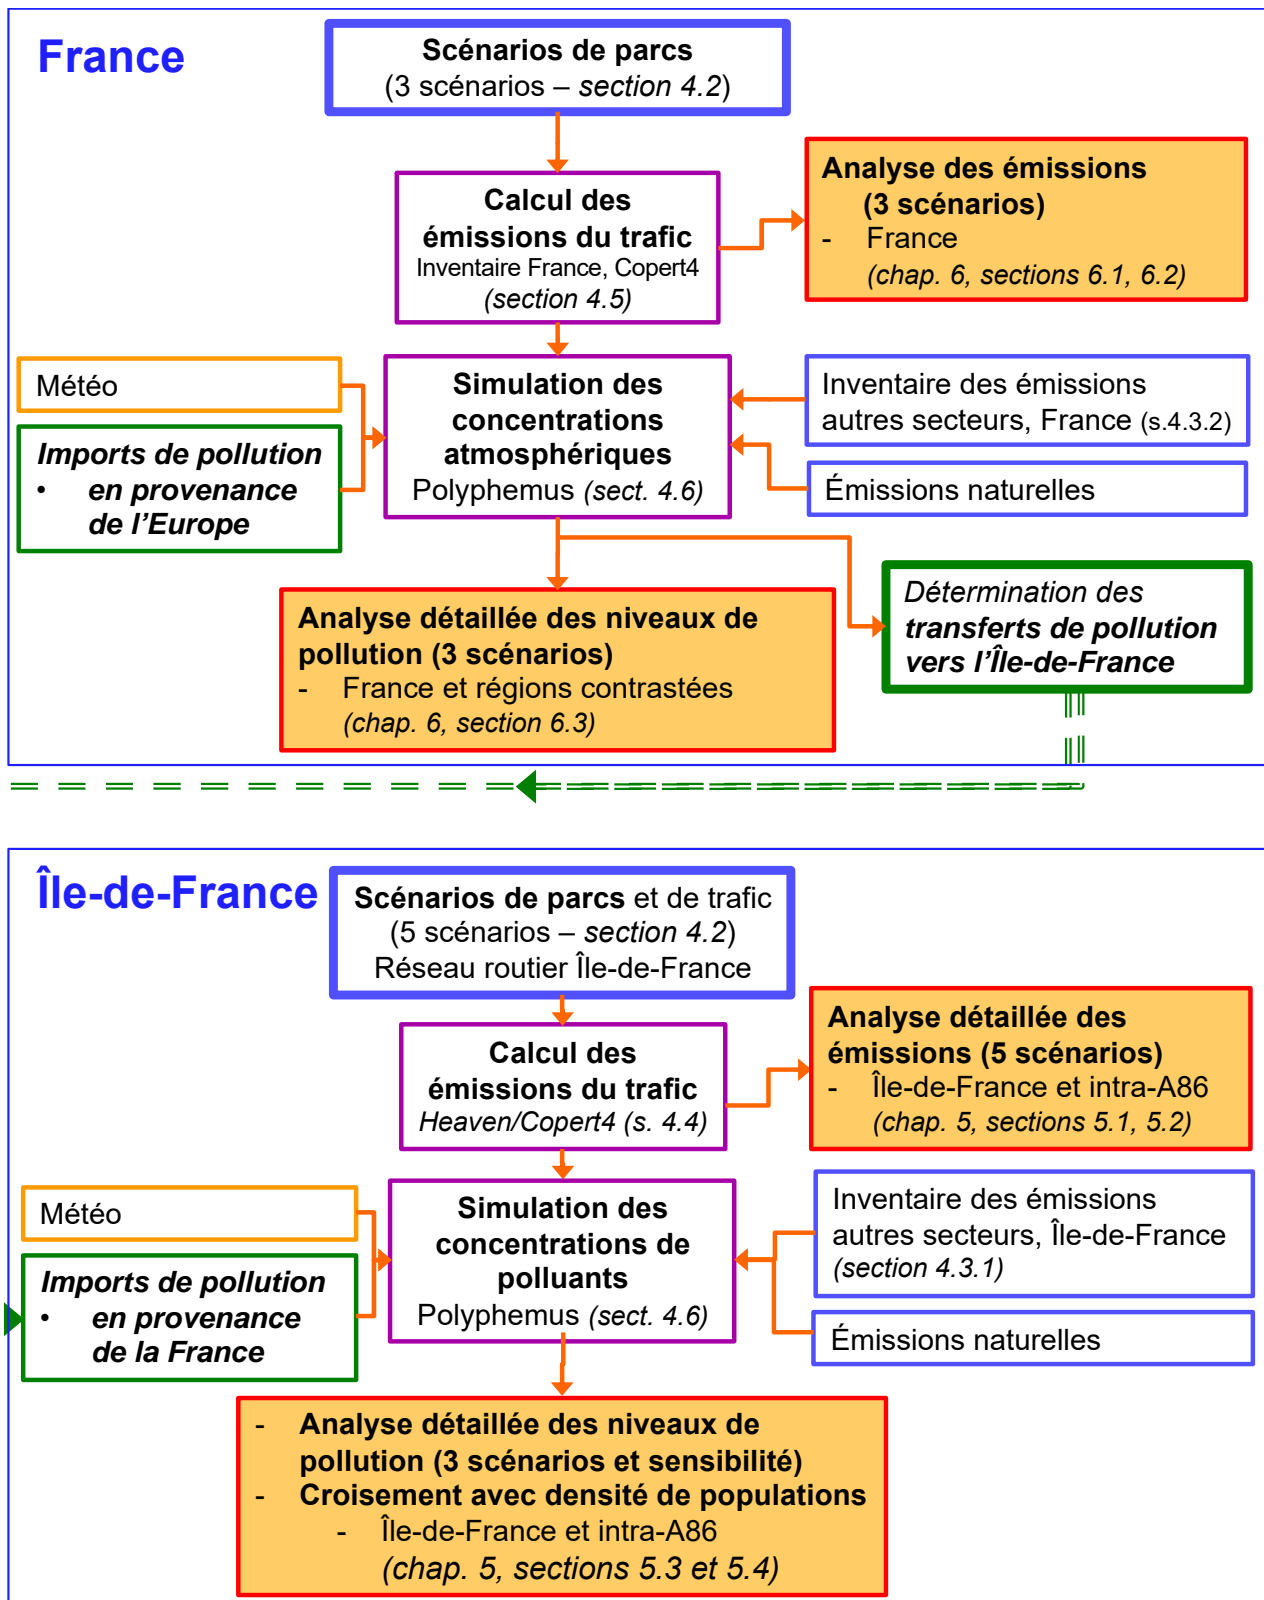 France
Scénarios de parcs
(3 scénarios – section 4.2)
Calcul des
émissions du trafic
Inventaire France, Copert4
(section 4.5)
Analyse des émissions
(3 scénarios)
- France
(chap. 6, sections 6.1, 6.2)
Météo
Imports de pollution
• en provenance
de l’Europe
Simulation des
concentrations
atmosphériques
Polyphemus (sect. 4.6)
Inventaire des émissions
autres secteurs, France (s.4.3.2)
Émissions naturelles
Analyse détaillée des niveaux de
pollution (3 scénarios)
- France et régions contrastées
(chap. 6, section 6.3)
Détermination des
transferts de pollution
vers l’Île-de-France
Île-de-France
Scénarios de parcs et de trafic
(5 scénarios – section 4.2)
Réseau routier Île-de-France
Calcul des
émissions du trafic
Heaven/Copert4 (s. 4.4)
Analyse détaillée des
émissions (5 scénarios)
- Île-de-France et intra-A86
(chap. 5, sections 5.1, 5.2)
Météo
Imports de pollution
• en provenance
de la France
Simulation des
concentrations de
polluants
Polyphemus (sect. 4.6)
Inventaire des émissions
autres secteurs, Île-de-France
(section 4.3.1)
Émissions naturelles
- Analyse détaillée des niveaux de
pollution (3 scénarios et sensibilité)
- Croisement avec densité de populations
- Île-de-France et intra-A86
(chap. 5, sections 5.3 et 5.4)